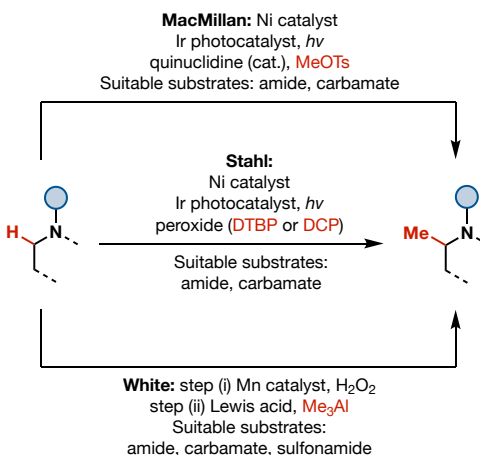 MacMillan: Ni catalyst
Ir photocatalyst, hv
quinuclidine (cat.), MeOTs
Suitable substrates: amide, carbamate
Stahl:
Ni catalyst
Ir photocatalyst, hv
peroxide (DTBP or DCP)
Suitable substrates:
amide, carbamate
H
N
Me
N
White: step (i) Mn catalyst, H₂O₂
step (ii) Lewis acid, Me₃Al
Suitable substrates:
amide, carbamate, sulfonamide